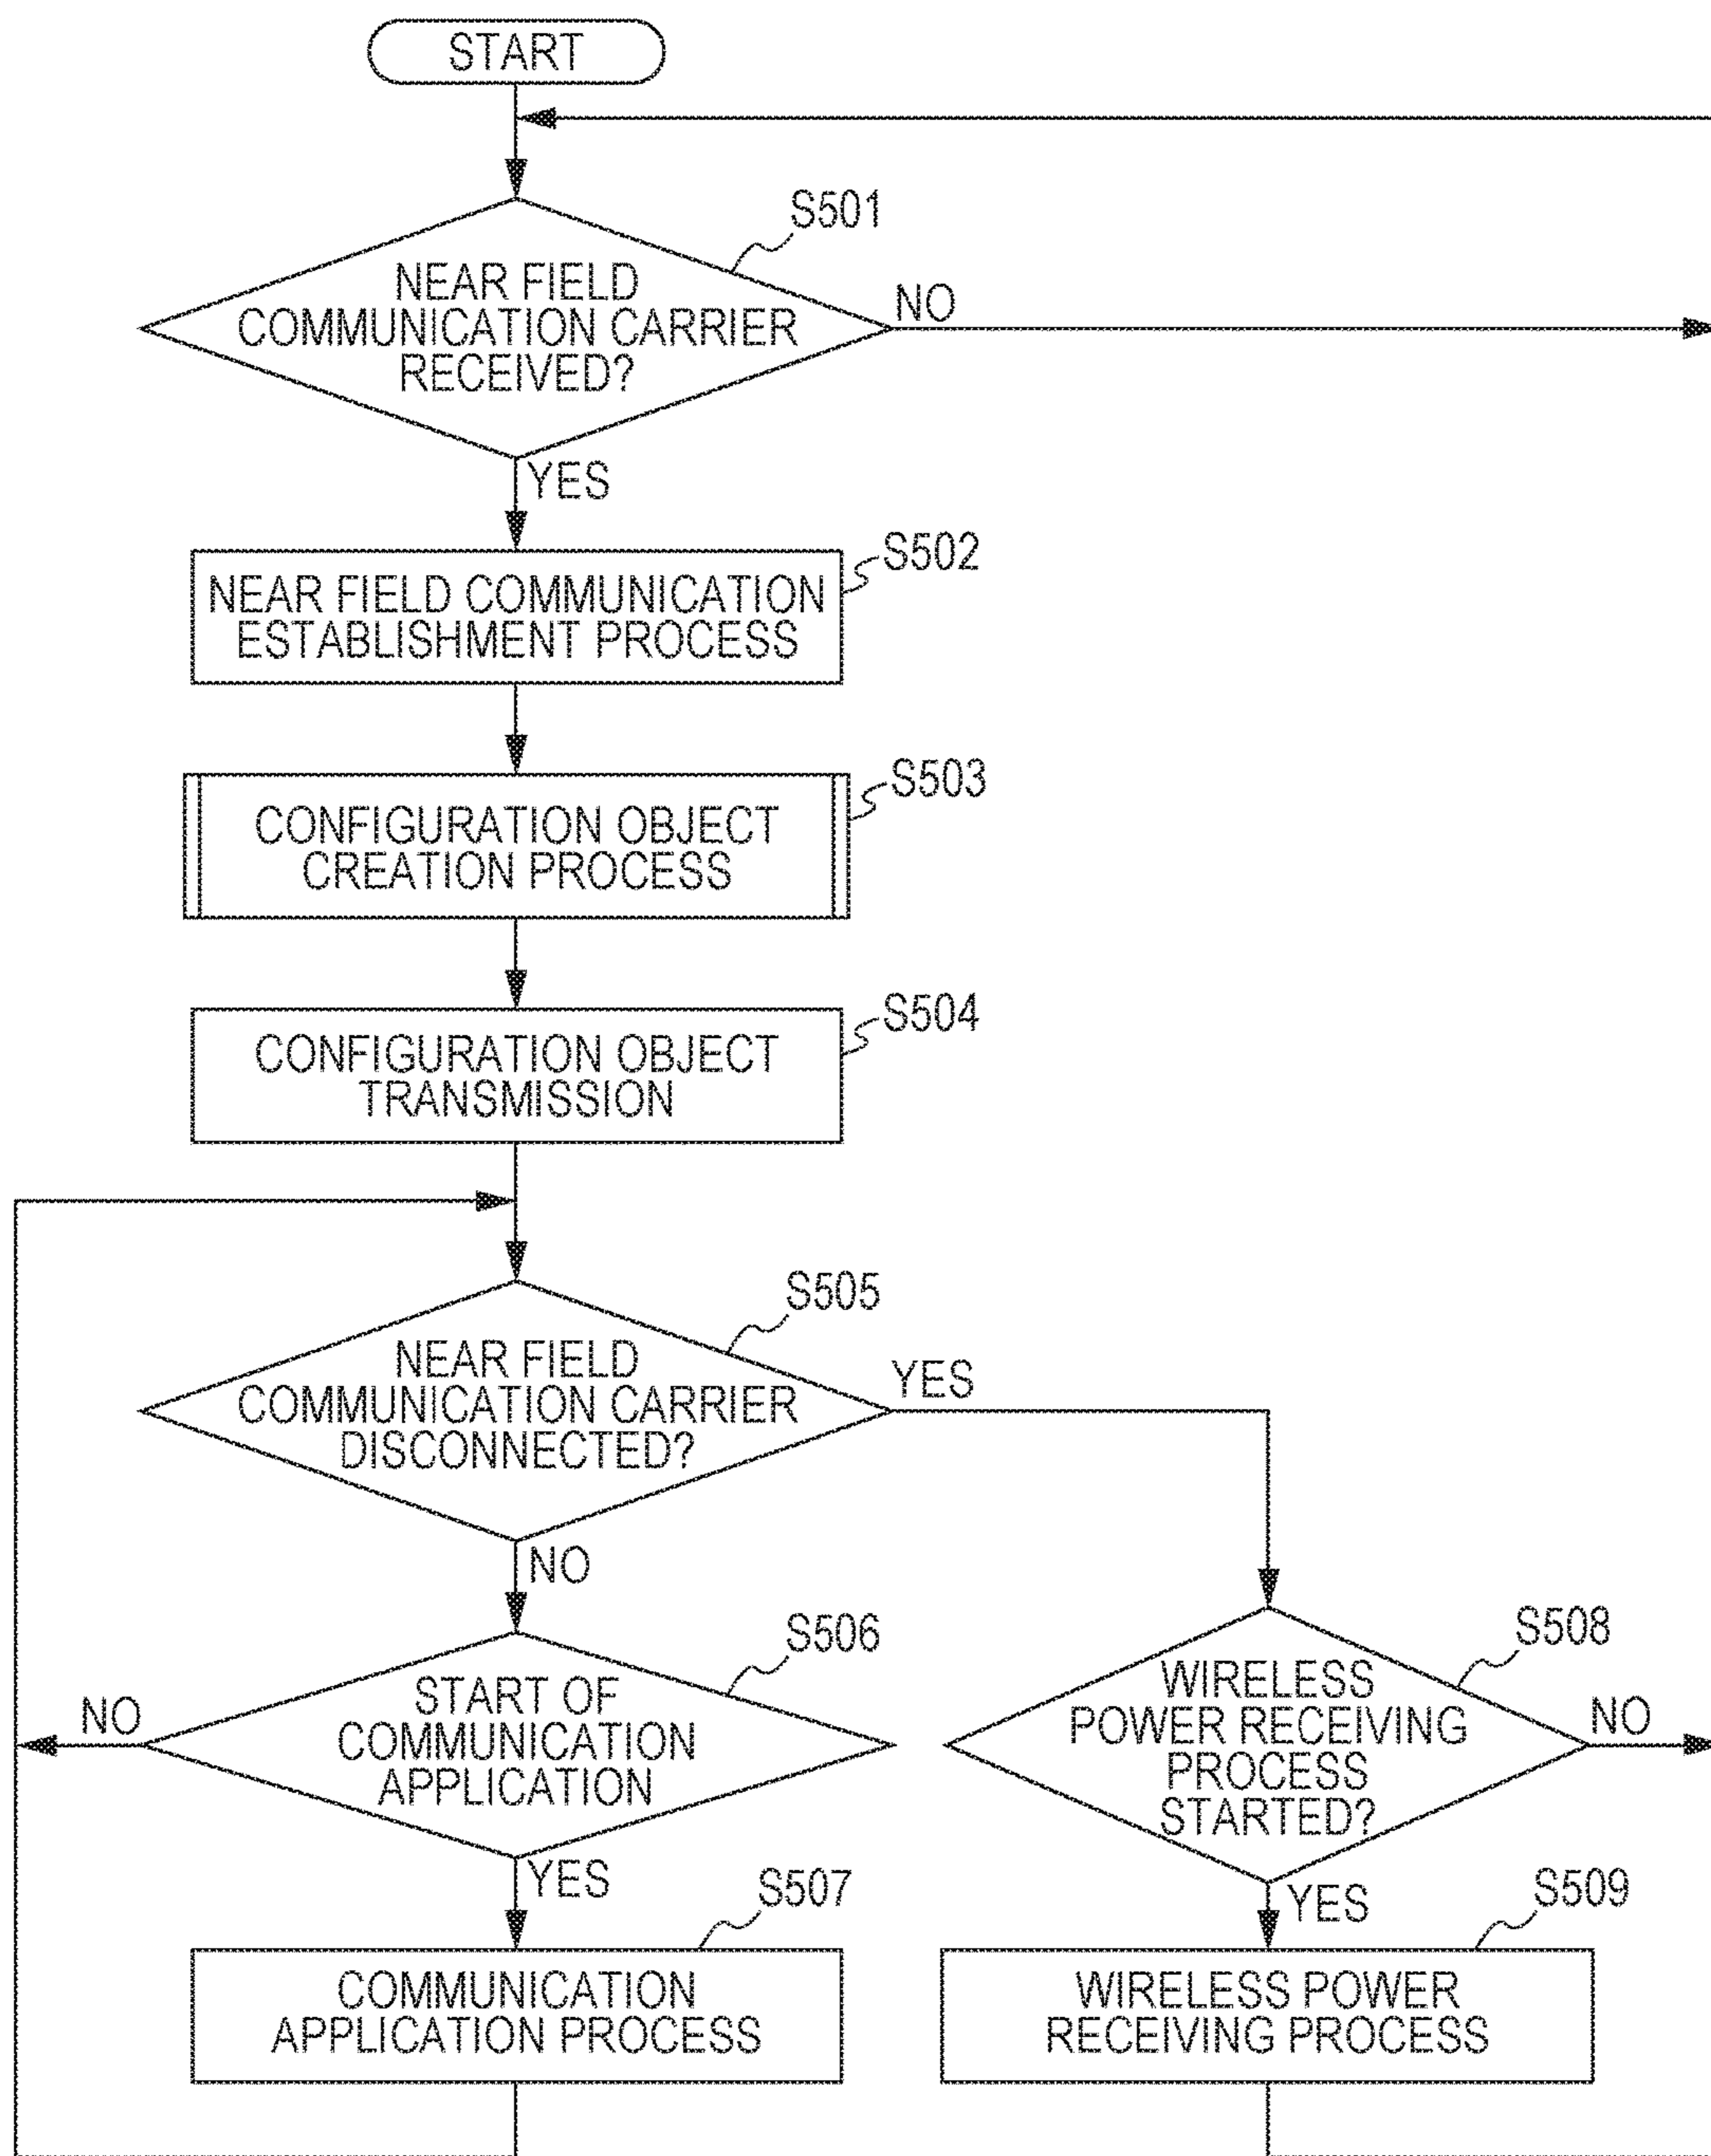 START
S501
NEAR FIELD
COMMUNICATION CARRIER
RECEIVED?
NO
YES
S502
NEAR FIELD COMMUNICATION
ESTABLISHMENT PROCESS
S503
CONFIGURATION OBJECT
CREATION PROCESS
S504
CONFIGURATION OBJECT
TRANSMISSION
S505
NEAR FIELD
COMMUNICATION CARRIER
DISCONNECTED?
YES
NO
S506
START OF
COMMUNICATION
APPLICATION
NO
YES
S508
WIRELESS
POWER RECEIVING
PROCESS
STARTED?
NO
YES
S507
COMMUNICATION
APPLICATION PROCESS
S509
WIRELESS POWER
RECEIVING PROCESS